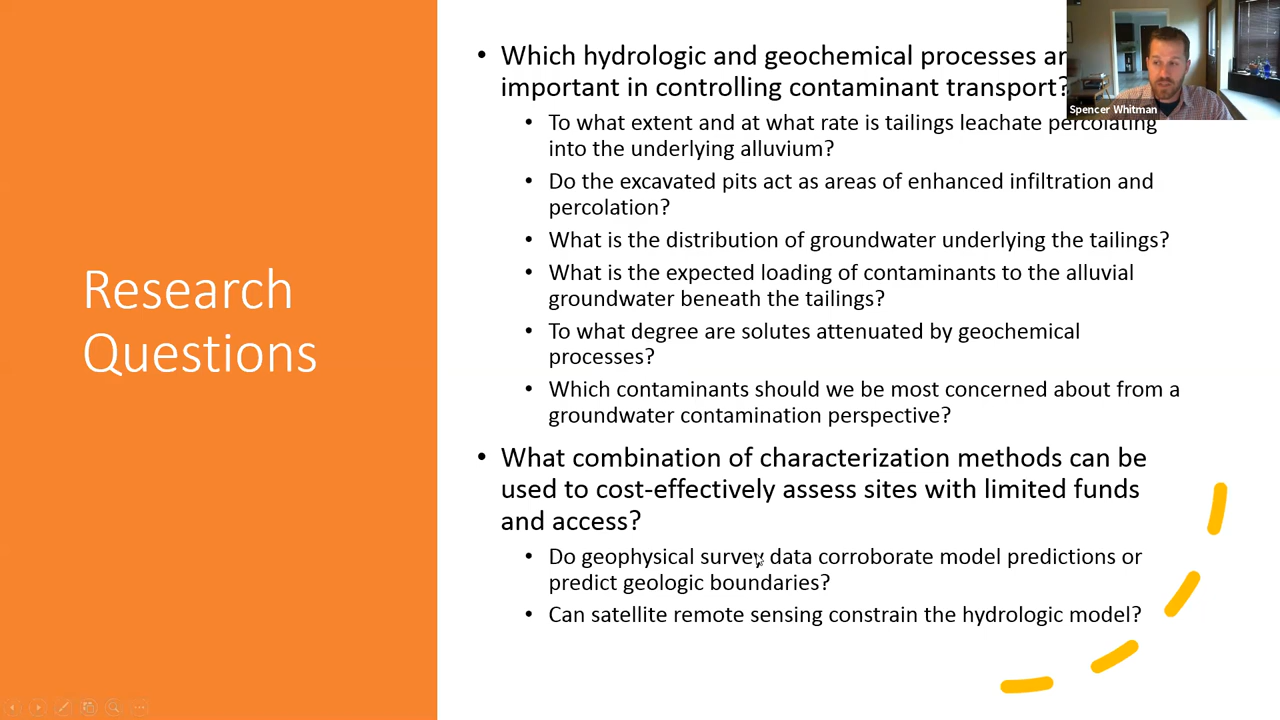 Research
Questions
• Which hydrologic and geochemical processes
important in controlling contaminant transport?
• To what extent and at what rate is tailings leachate percolating
into the underlying alluvium?
• Do the excavated pits act as areas of enhanced infiltration and
percolation?
• What is the distribution of groundwater underlying the tailings?
• What is the expected loading of contaminants to the alluvial
groundwater beneath the tailings?
• To what degree are solutes attenuated by geochemical
processes?
• Which contaminants should we be most concerned about from a
groundwater contamination perspective?
• What combination of characterization methods can be
used to cost-effectively assess sites with limited funds
and access?
• Do geophysical survey data corroborate model predictions or
predict geologic boundaries?
• Can satellite remote sensing constrain the hydrologic model?
Spencer Whitman